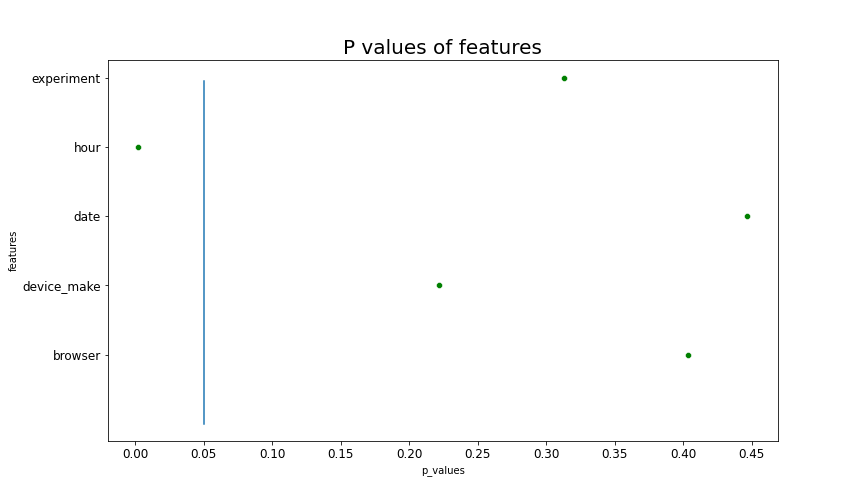 P values of features
experiment
hour
date
device_make
browser
features
0.00 0.05 0.10 0.15 0.20 0.25 0.30 0.35 0.40 0.45
p_values